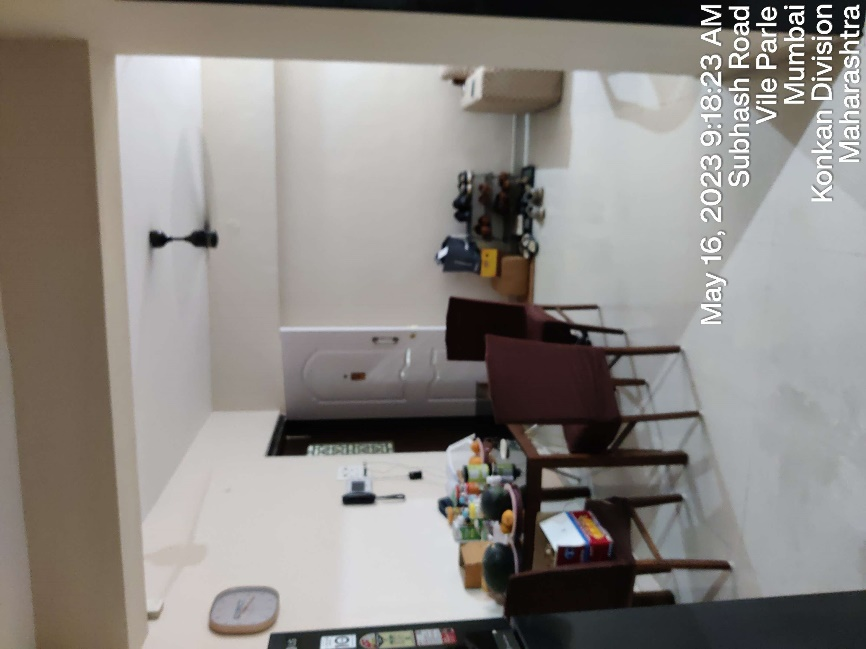 May 16, 2023 9:18:23 AM
Subhash Road
Vile Parle
Mumbai
Konkan Division
Maharashtra